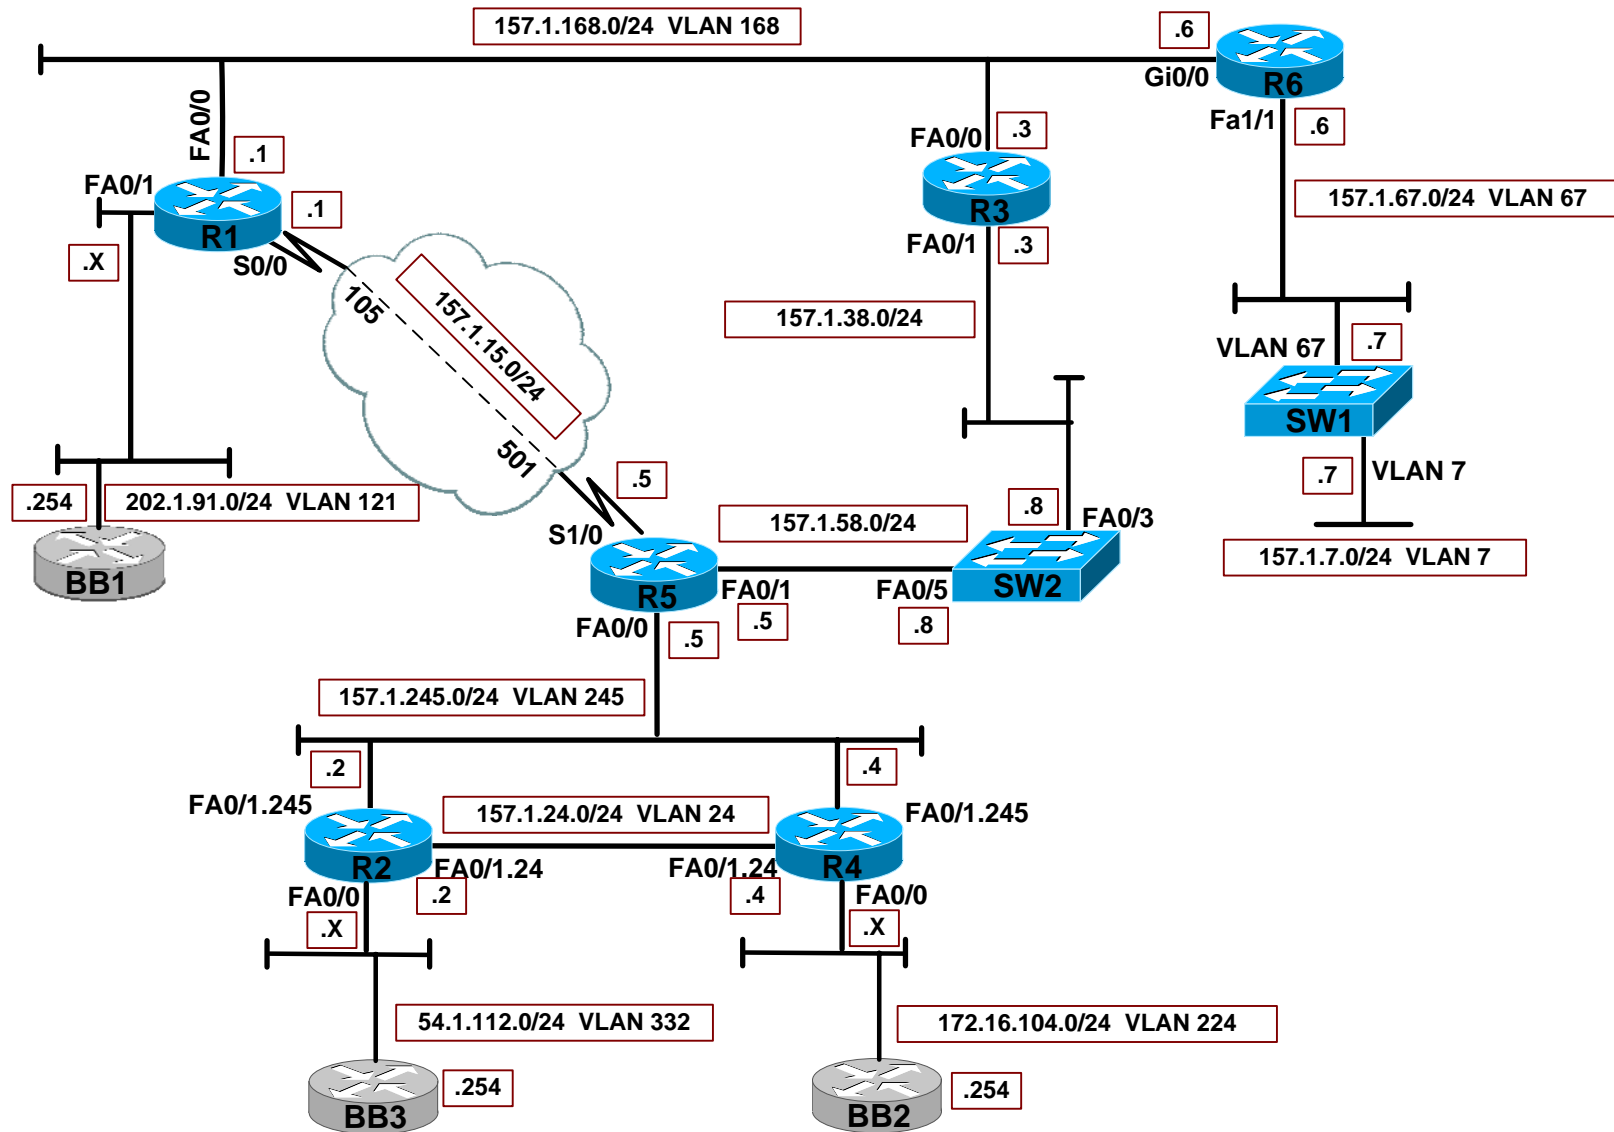 157.1.168.0/24 VLAN 168
.6
Gi0/0
R6
Fa1/1
.6
FA0/0
.1
FA0/0
.3
R3
FA0/1
.3
FA0/1
R1
.1
S0/0
.X
157.1.67.0/24 VLAN 67
105
157.1.15.0/24
501
157.1.38.0/24
VLAN 67
.7
SW1
.7
VLAN 7
157.1.7.0/24 VLAN 7
.254
202.1.91.0/24 VLAN 121
BB1
.5
S1/0
157.1.58.0/24
.8
FA0/3
R5
FA0/1
FA0/5
SW2
FA0/0
.5
.5
.8
157.1.245.0/24 VLAN 245
.2
.4
FA0/1.245
157.1.24.0/24 VLAN 24
FA0/1.245
R2
FA0/1.24
FA0/1.24
R4
FA0/0
.2
.4
FA0/0
.X
.X
54.1.112.0/24 VLAN 332
172.16.104.0/24 VLAN 224
BB3
.254
BB2
.254